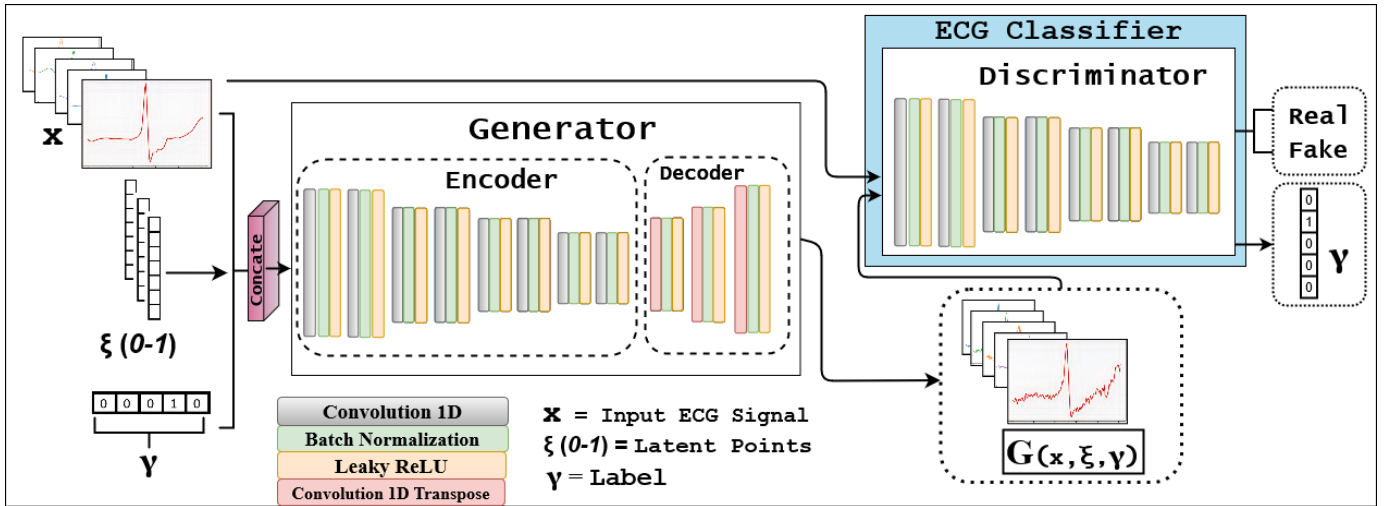 x
ξ (0-1)
0 0 0 1 0
γ
Concate
Generator
Encoder
Decoder
Convolution 1D
Batch Normalization
Leaky ReLU
Convolution 1D Transpose
x = Input ECG Signal
ξ (0-1) = Latent Points
γ = Label
ECG Classifier
Discriminator
Real
Fake
0
1
0
0
0
γ
G(x,ξ,γ)